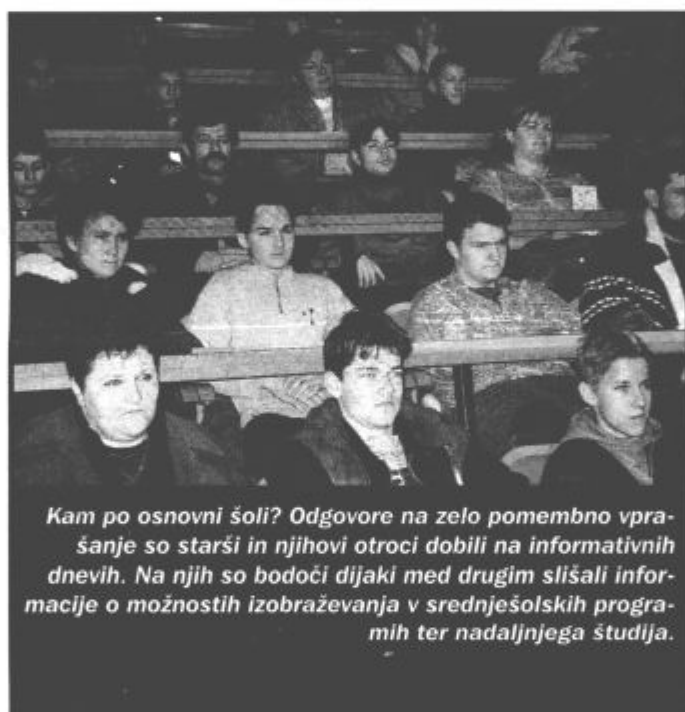 Kam po osnovni šoli? Odgovore na zelo pomembno vpra-
šanje so starši in njihovi otroci dobili na informativnih
dnevih. Na njih so bodoči dijaki med drugim slišali infor-
macije o možnostih izobraževanja v srednješolskih progra-
mih ter nadaljnjega študija.